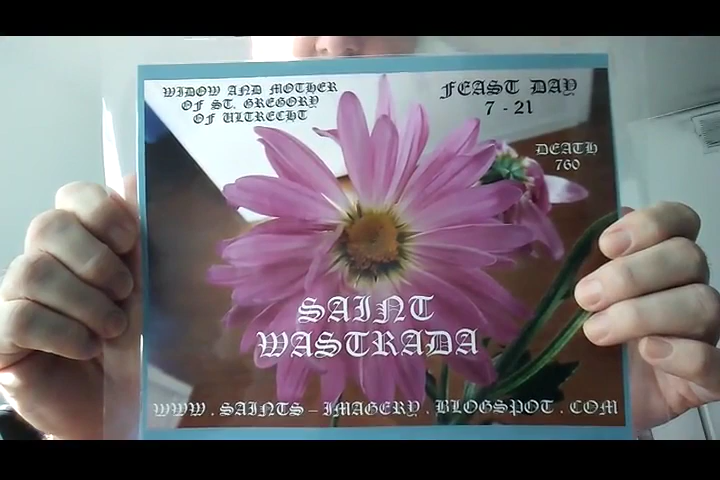 WIDOW AND MOTHER
OF ST. GREGORY
OF ULTRECHT
FEAST DAY
7 - 21
DEATH
760
SAINT
WASTRADA
WWW . SAINTS - IMAGERY . BLOGSPOT . COM